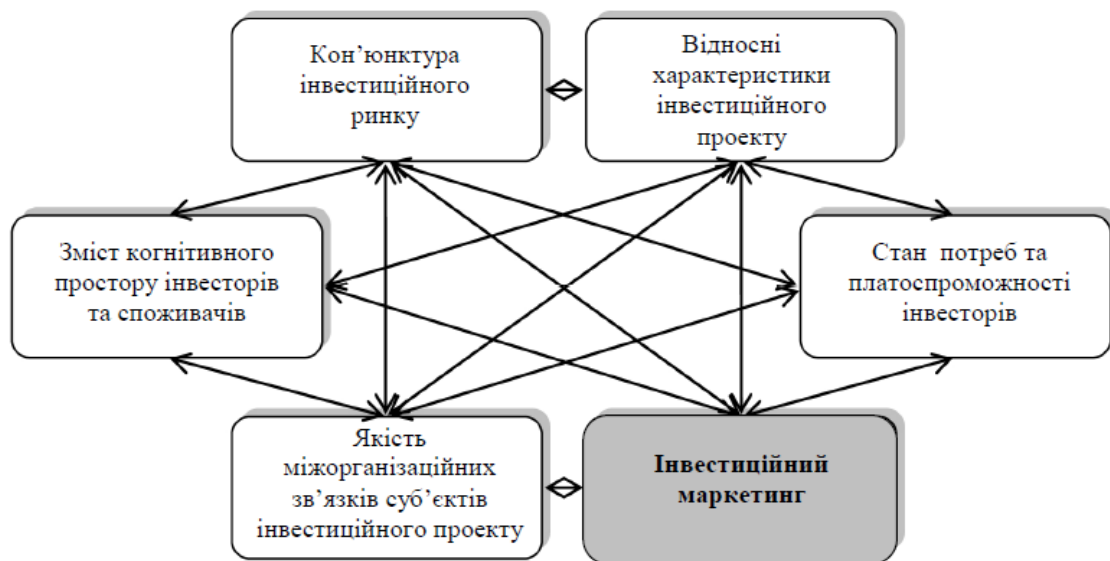 Кон’юнктура
інвестиційного
ринку
Відносні
характеристики
інвестиційного
проекту
Зміст когнітивного
простору інвесторів
та споживачів
Стан потреб та
платоспроможності
інвесторів
Якість
міжорганізаційних
зв’язків суб’єктів
інвестиційного проекту
Інвестиційний
маркетинг